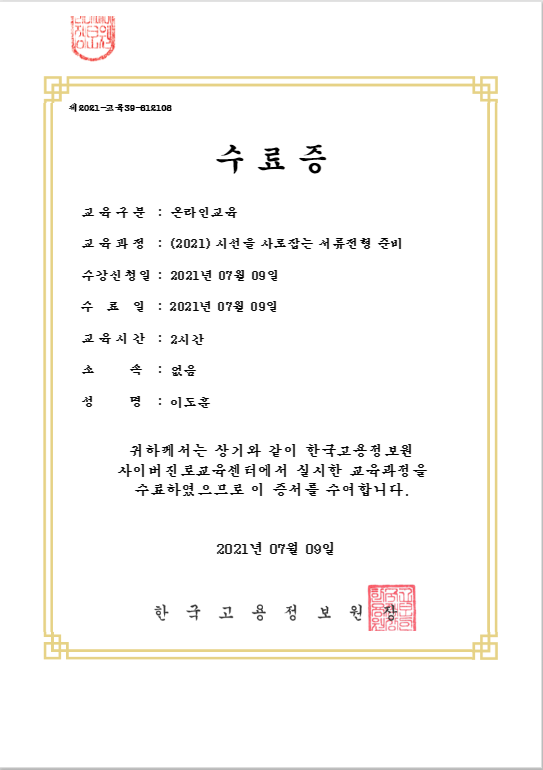 제2021-교육39-612106
수료증
교육구분 : 온라인교육
교육과정 : (2021) 시선을 사로잡는 서류전형 준비
수강신청일 : 2021년 07월 09일
수 료 일 : 2021년 07월 09일
교육시간 : 2시간
소 속 : 없음
성 명 : 이도훈
귀하께서는 상기와 같이 한국고용정보원
사이버진로교육센터에서 실시한 교육과정을
수료하였으므로 이 증서를 수여합니다.
2021년 07월 09일
한 국 고 용 정 보 원 장